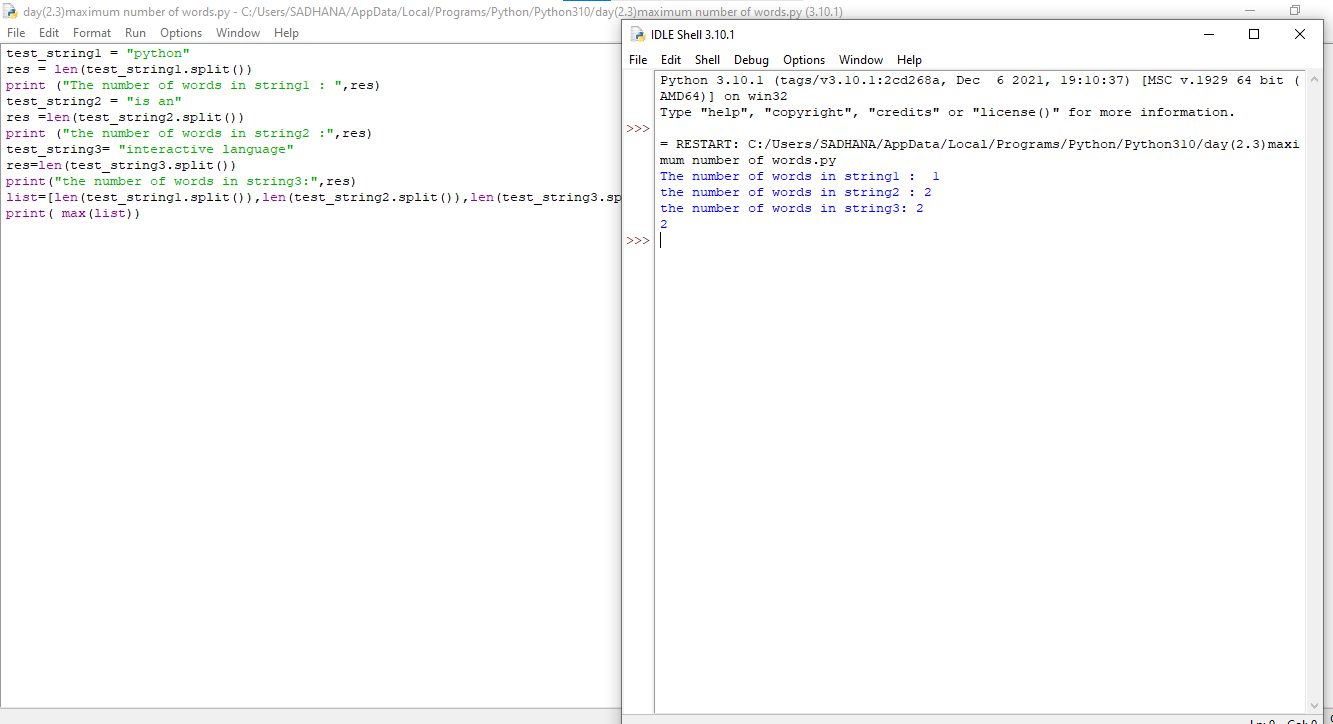 day(2.3)maximum number of words.py - C:/Users/SADHANA/AppData/Local/Programs/Python/Python310/day(2.3)maximum number of words.py (3.10.1)
File Edit Format Run Options Window Help
test_string1 = "python"
res = len(test_string1.split())
print ("The number of words in string1 : ",res)
test_string2 = "is an"
res =len(test_string2.split())
print ("the number of words in string2 :",res)
test_string3= "interactive language"
res=len(test_string3.split())
print("the number of words in string3:",res)
list=[len(test_string1.split()),len(test_string2.split()),len(test_string3.sp
print( max(list))
IDLE Shell 3.10.1
File Edit Shell Debug Options Window Help
Python 3.10.1 (tags/v3.10.1:2cd268a, Dec  6 2021, 19:10:37) [MSC v.1929 64 bit (
AMD64)] on win32
Type "help", "copyright", "credits" or "license()" for more information.
>>>
= RESTART: C:/Users/SADHANA/AppData/Local/Programs/Python/Python310/day(2.3)maxi
mum number of words.py
The number of words in string1 :  1
the number of words in string2 : 2
the number of words in string3: 2
2
>>>